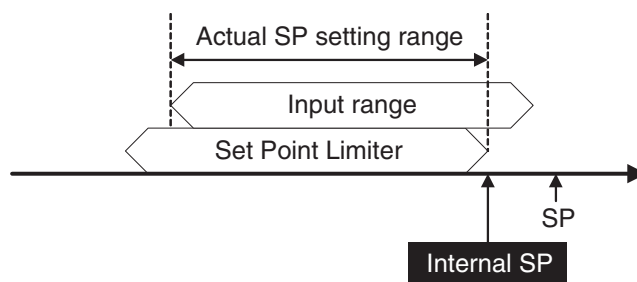 Actual SP setting range
Input range
Set Point Limiter
SP
Internal SP